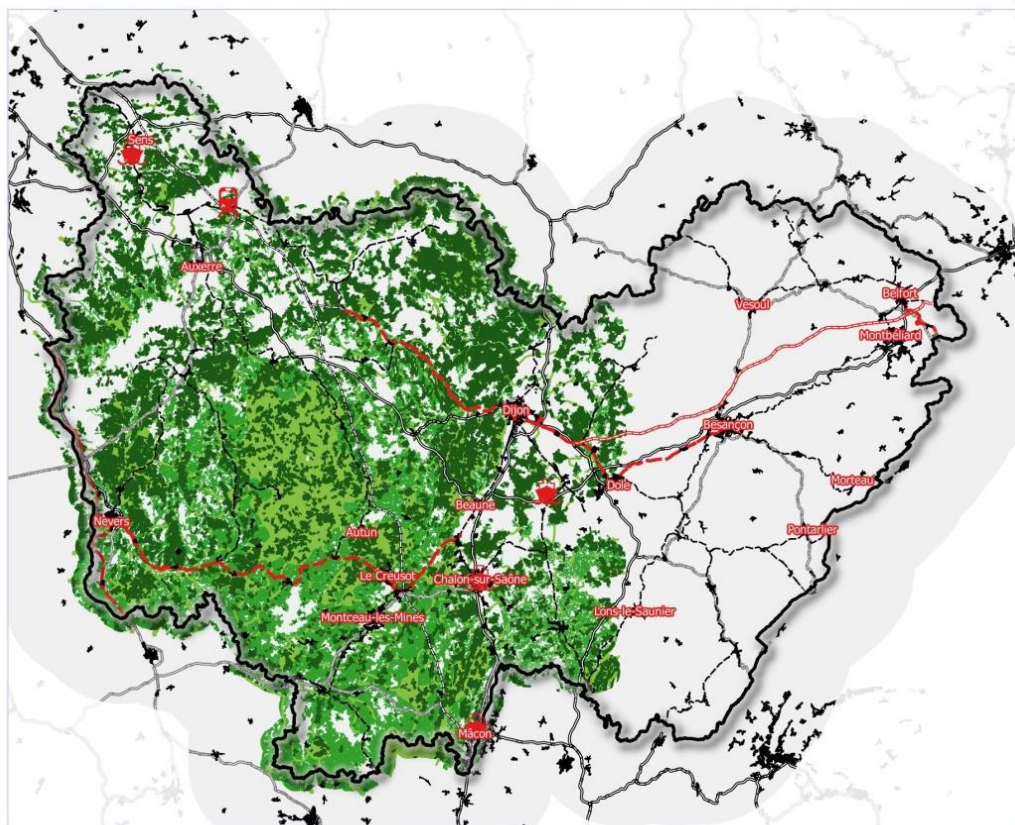 Sens
Auxerre
Belfort
Vesoul
Montbéliard
Dijon
Besançon
Dole
Morteau
Beaune
Nevers
Autun
Pontarlier
Le Creusot
Chalon-sur-Saône
Montceau-les-Mines
Lons-le-Saunier
Mâcon